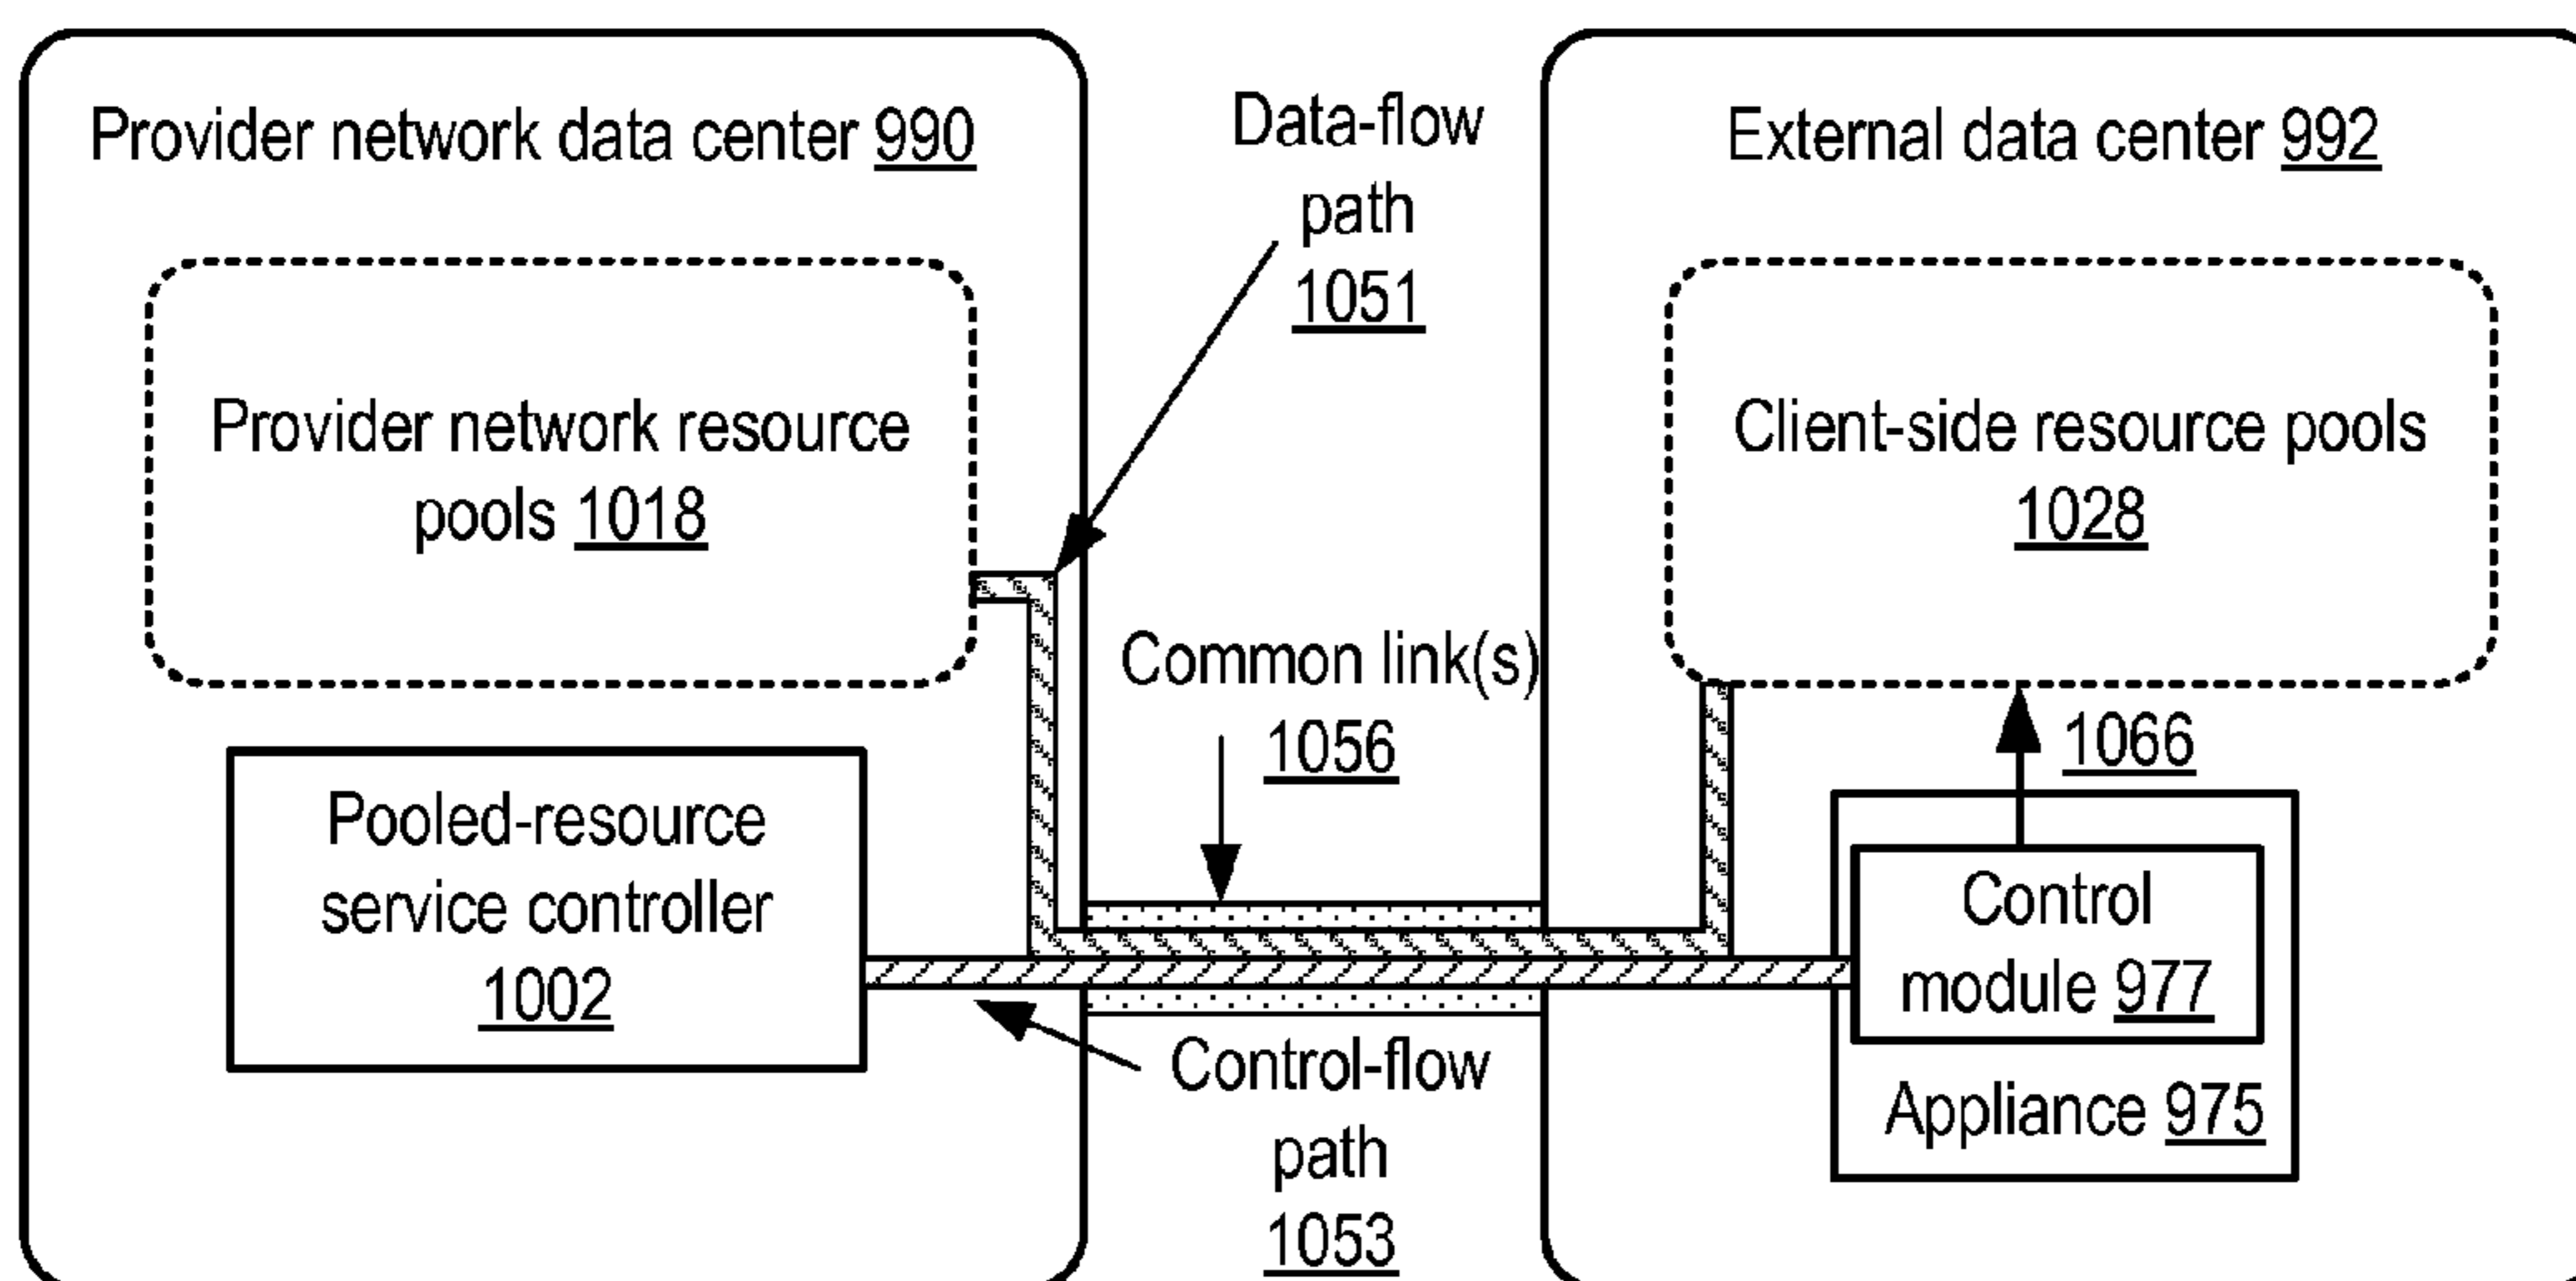 Provider network data center 990
Provider network resource
pools 1018
Pooled-resource
service controller
1002
Data-flow
path
1051
Common link(s)
1056
Control-flow
path
1053
External data center 992
Client-side resource pools
1028
1066
Control
module 977
Appliance 975